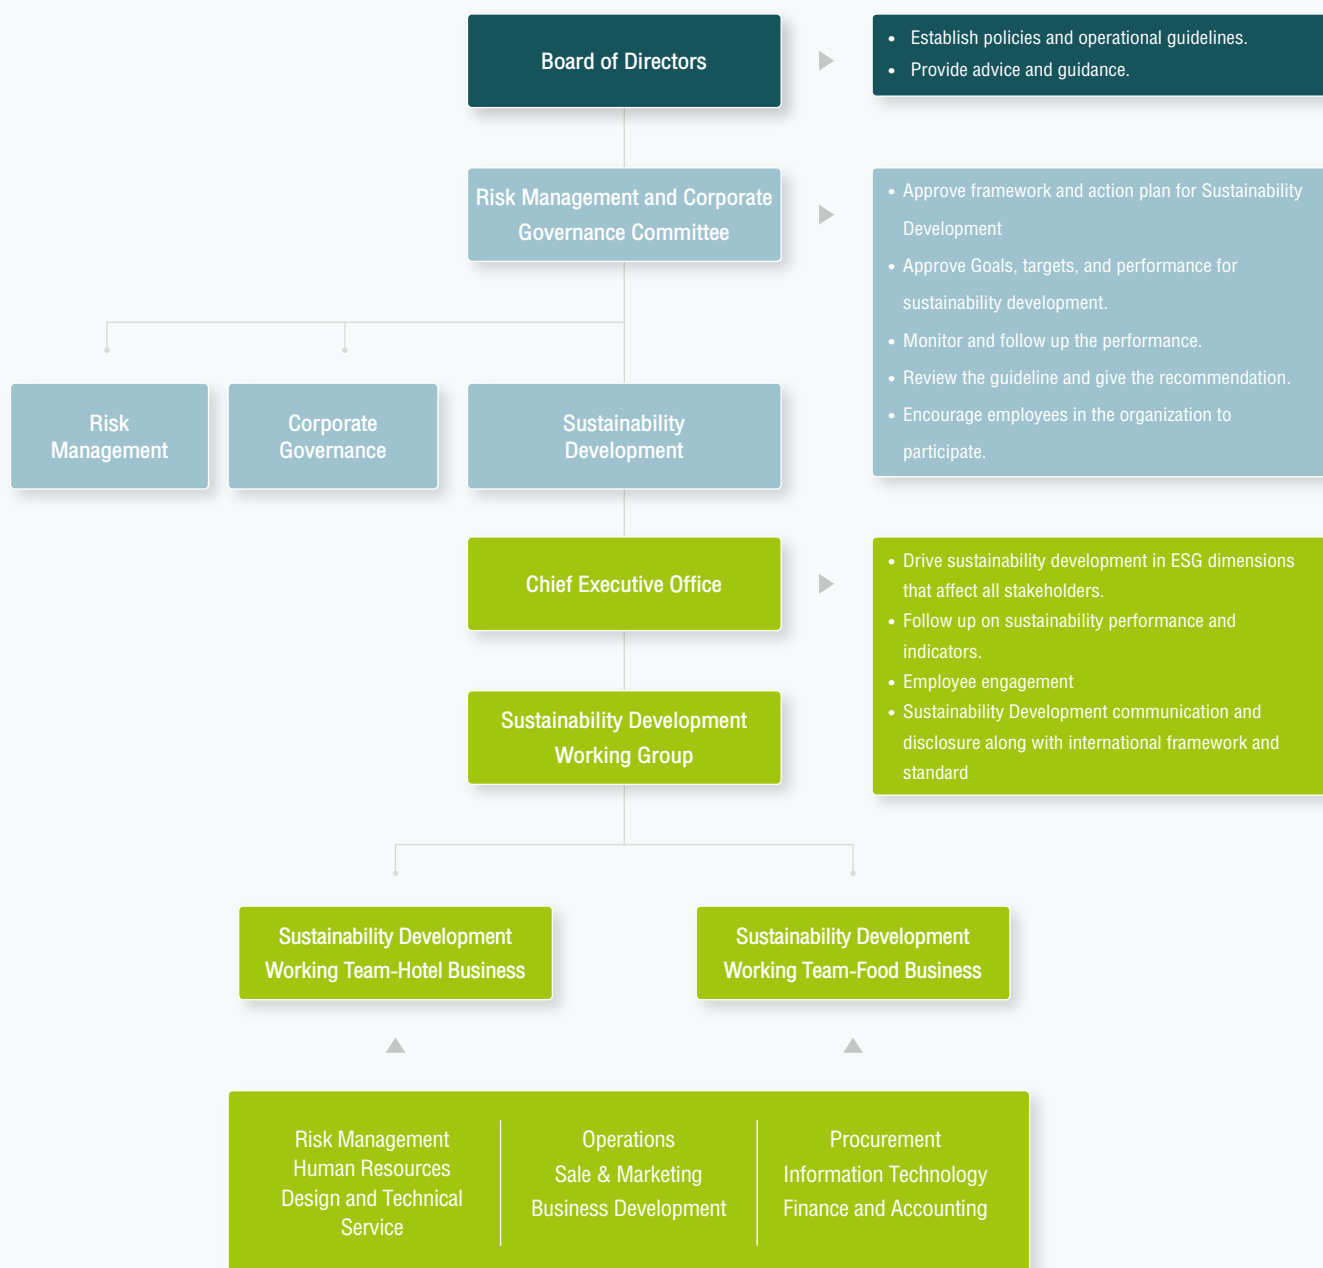 Board of Directors
• Establish policies and operational guidelines.
• Provide advice and guidance.
Risk Management and Corporate
Governance Committee
• Approve framework and action plan for Sustainability
Development
• Approve Goals, targets, and performance for
sustainability development.
• Monitor and follow up the performance.
• Review the guideline and give the recommendation.
• Encourage employees in the organization to
participate.
Risk
Management
Corporate
Governance
Sustainability
Development
Chief Executive Office
• Drive sustainability development in ESG dimensions
that affect all stakeholders.
• Follow up on sustainability performance and
indicators.
• Employee engagement
• Sustainability Development communication and
disclosure along with international framework and
standard
Sustainability Development
Working Group
Sustainability Development
Working Team-Hotel Business
Sustainability Development
Working Team-Food Business
Risk Management
Human Resources
Design and Technical
Service
Operations
Sale & Marketing
Business Development
Procurement
Information Technology
Finance and Accounting